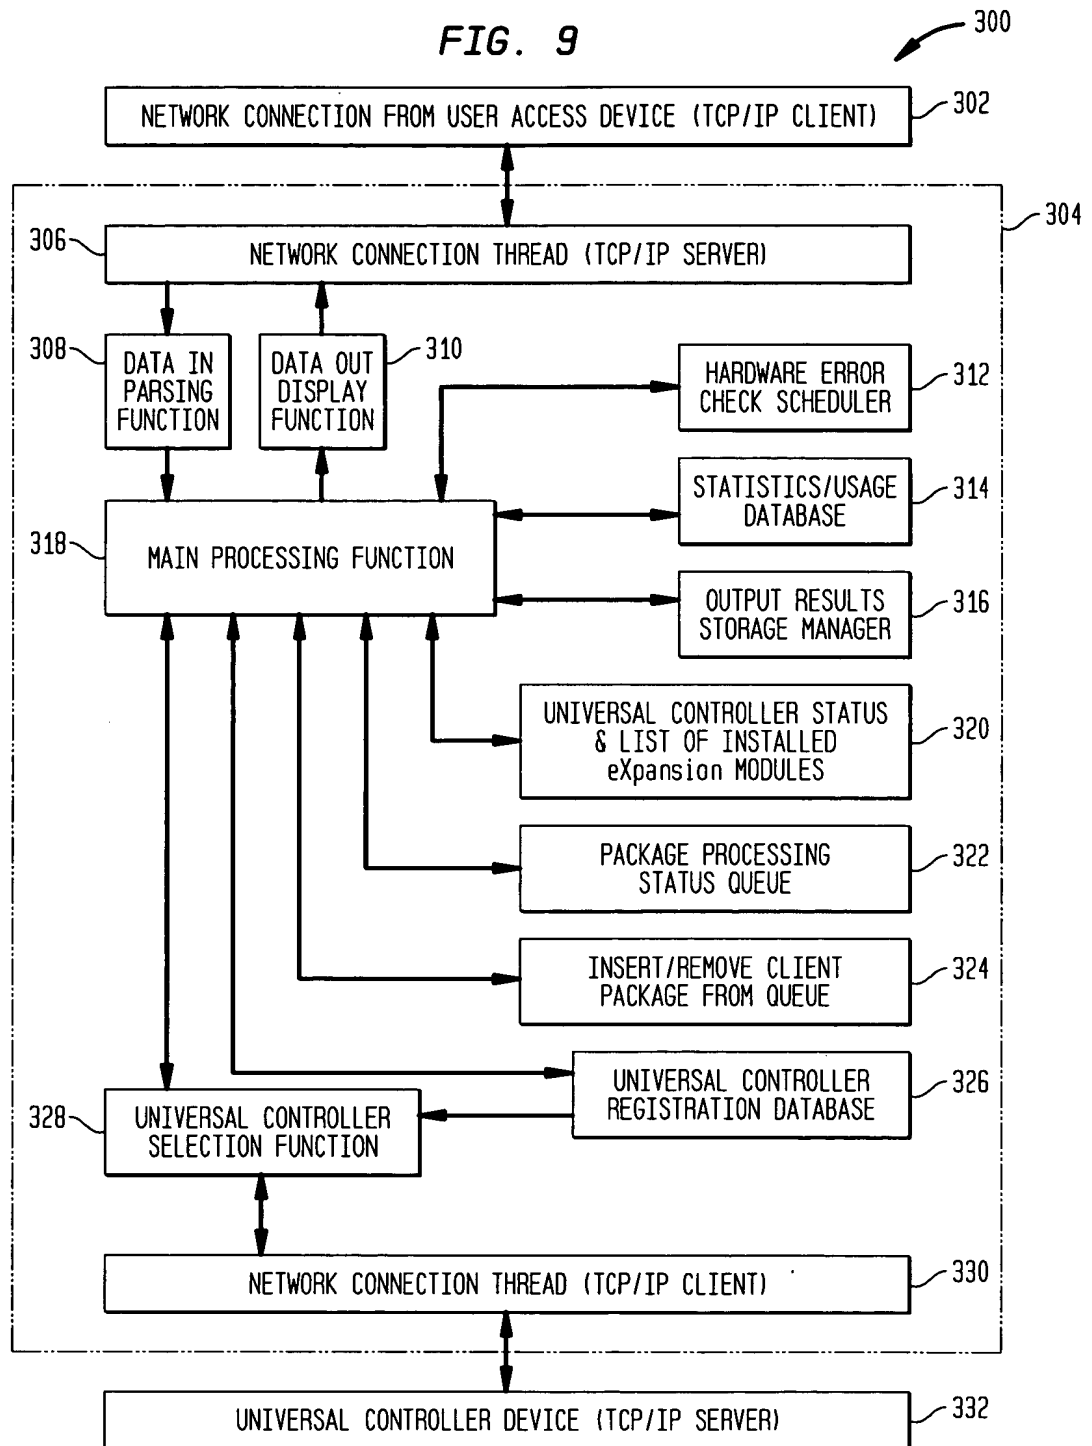 FIG. 9
300
NETWORK CONNECTION FROM USER ACCESS DEVICE (TCP/IP CLIENT)
302
304
306
NETWORK CONNECTION THREAD (TCP/IP SERVER)
308
DATA IN
PARSING
FUNCTION
DATA OUT
DISPLAY
FUNCTION
310
HARDWARE ERROR
CHECK SCHEDULER
312
STATISTICS/USAGE
DATABASE
314
318
MAIN PROCESSING FUNCTION
OUTPUT RESULTS
STORAGE MANAGER
316
UNIVERSAL CONTROLLER STATUS
& LIST OF INSTALLED
eXpansion MODULES
320
PACKAGE PROCESSING
STATUS QUEUE
322
INSERT/REMOVE CLIENT
PACKAGE FROM QUEUE
324
UNIVERSAL CONTROLLER
REGISTRATION DATABASE
326
328
UNIVERSAL CONTROLLER
SELECTION FUNCTION
NETWORK CONNECTION THREAD (TCP/IP CLIENT)
330
UNIVERSAL CONTROLLER DEVICE (TCP/IP SERVER)
332